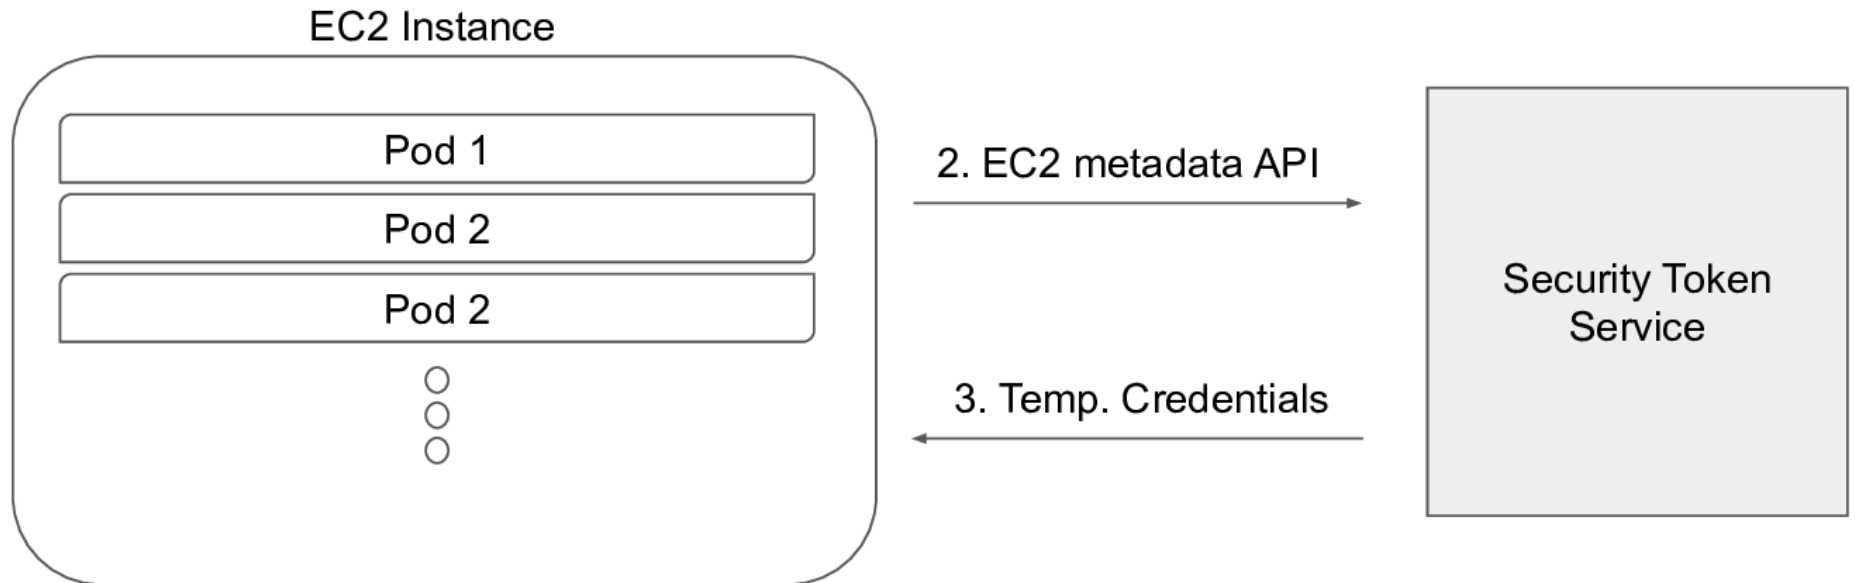 EC2 Instance
Pod 1
Pod 2
Pod 2
2. EC2 metadata API
3. Temp. Credentials
Security Token
Service